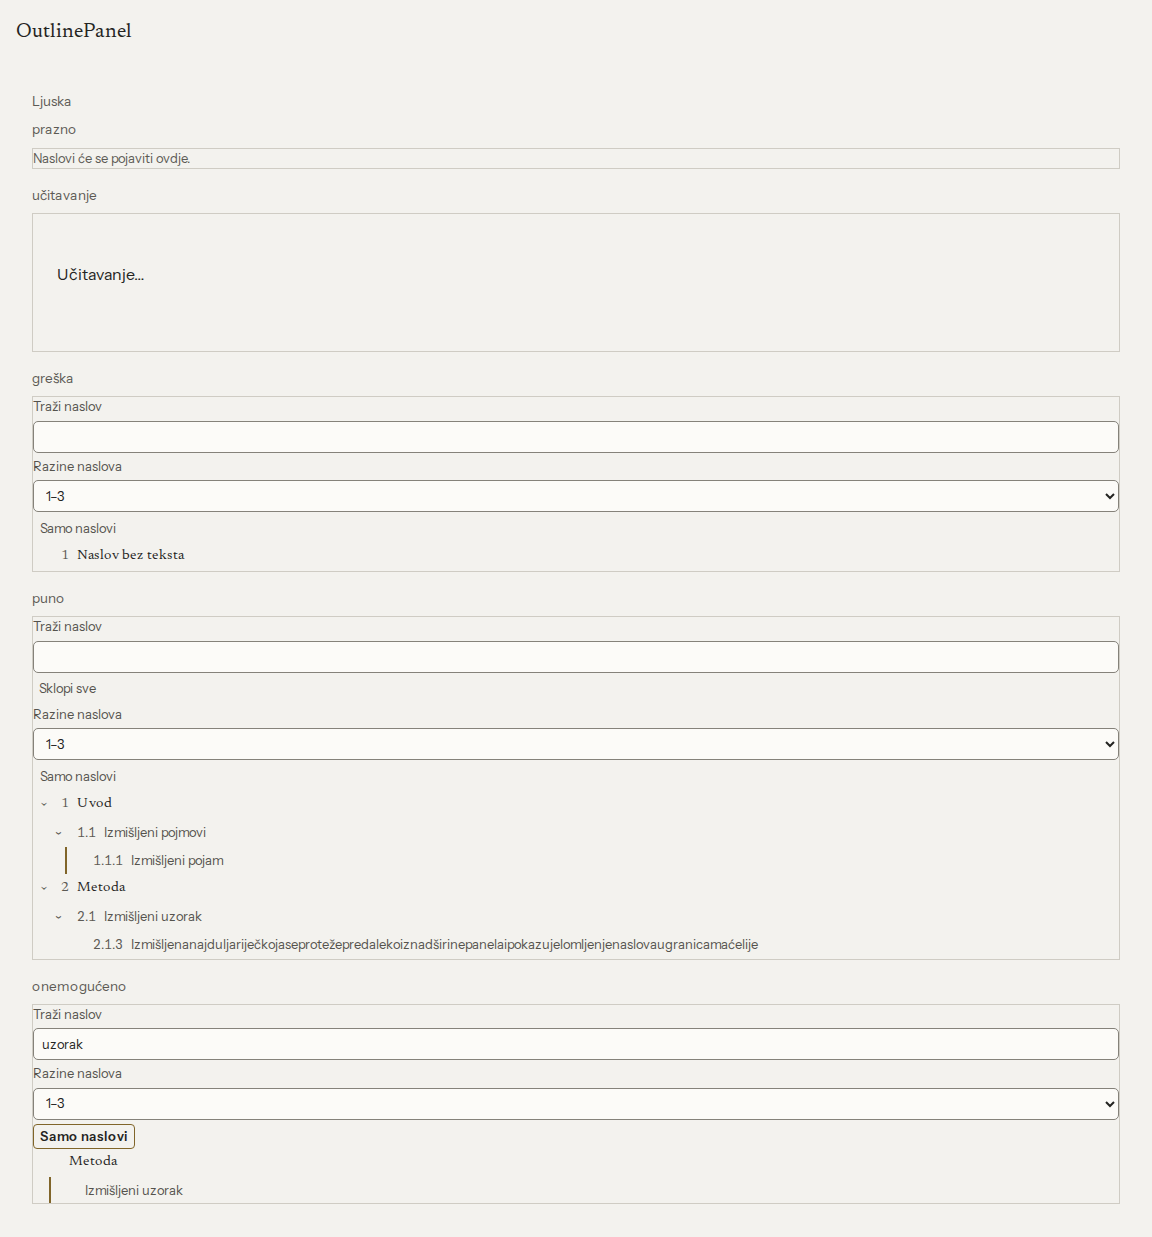 OutlinePanel
Ljuska
prazno
Naslovi će se pojaviti ovdje.
učitavanje
Učitavanje…
greška
Traži naslov
Razine naslova
1–3
Samo naslovi
1 Naslov bez teksta
puno
Traži naslov
Sklopi sve
Razine naslova
1–3
Samo naslovi
1 Uvod
1.1 Izmišljeni pojmovi
1.1.1 Izmišljeni pojam
2 Metoda
2.1 Izmišljeni uzorak
2.1.3 Izmišljenanajduljariječkojaseprotežepredalekoiznadširinepanelaipokazujelomljenjenaslovaugranicamaćelije
onemogućeno
Traži naslov
uzorak
Razine naslova
1–3
Samo naslovi
Metoda
Izmišljeni uzorak